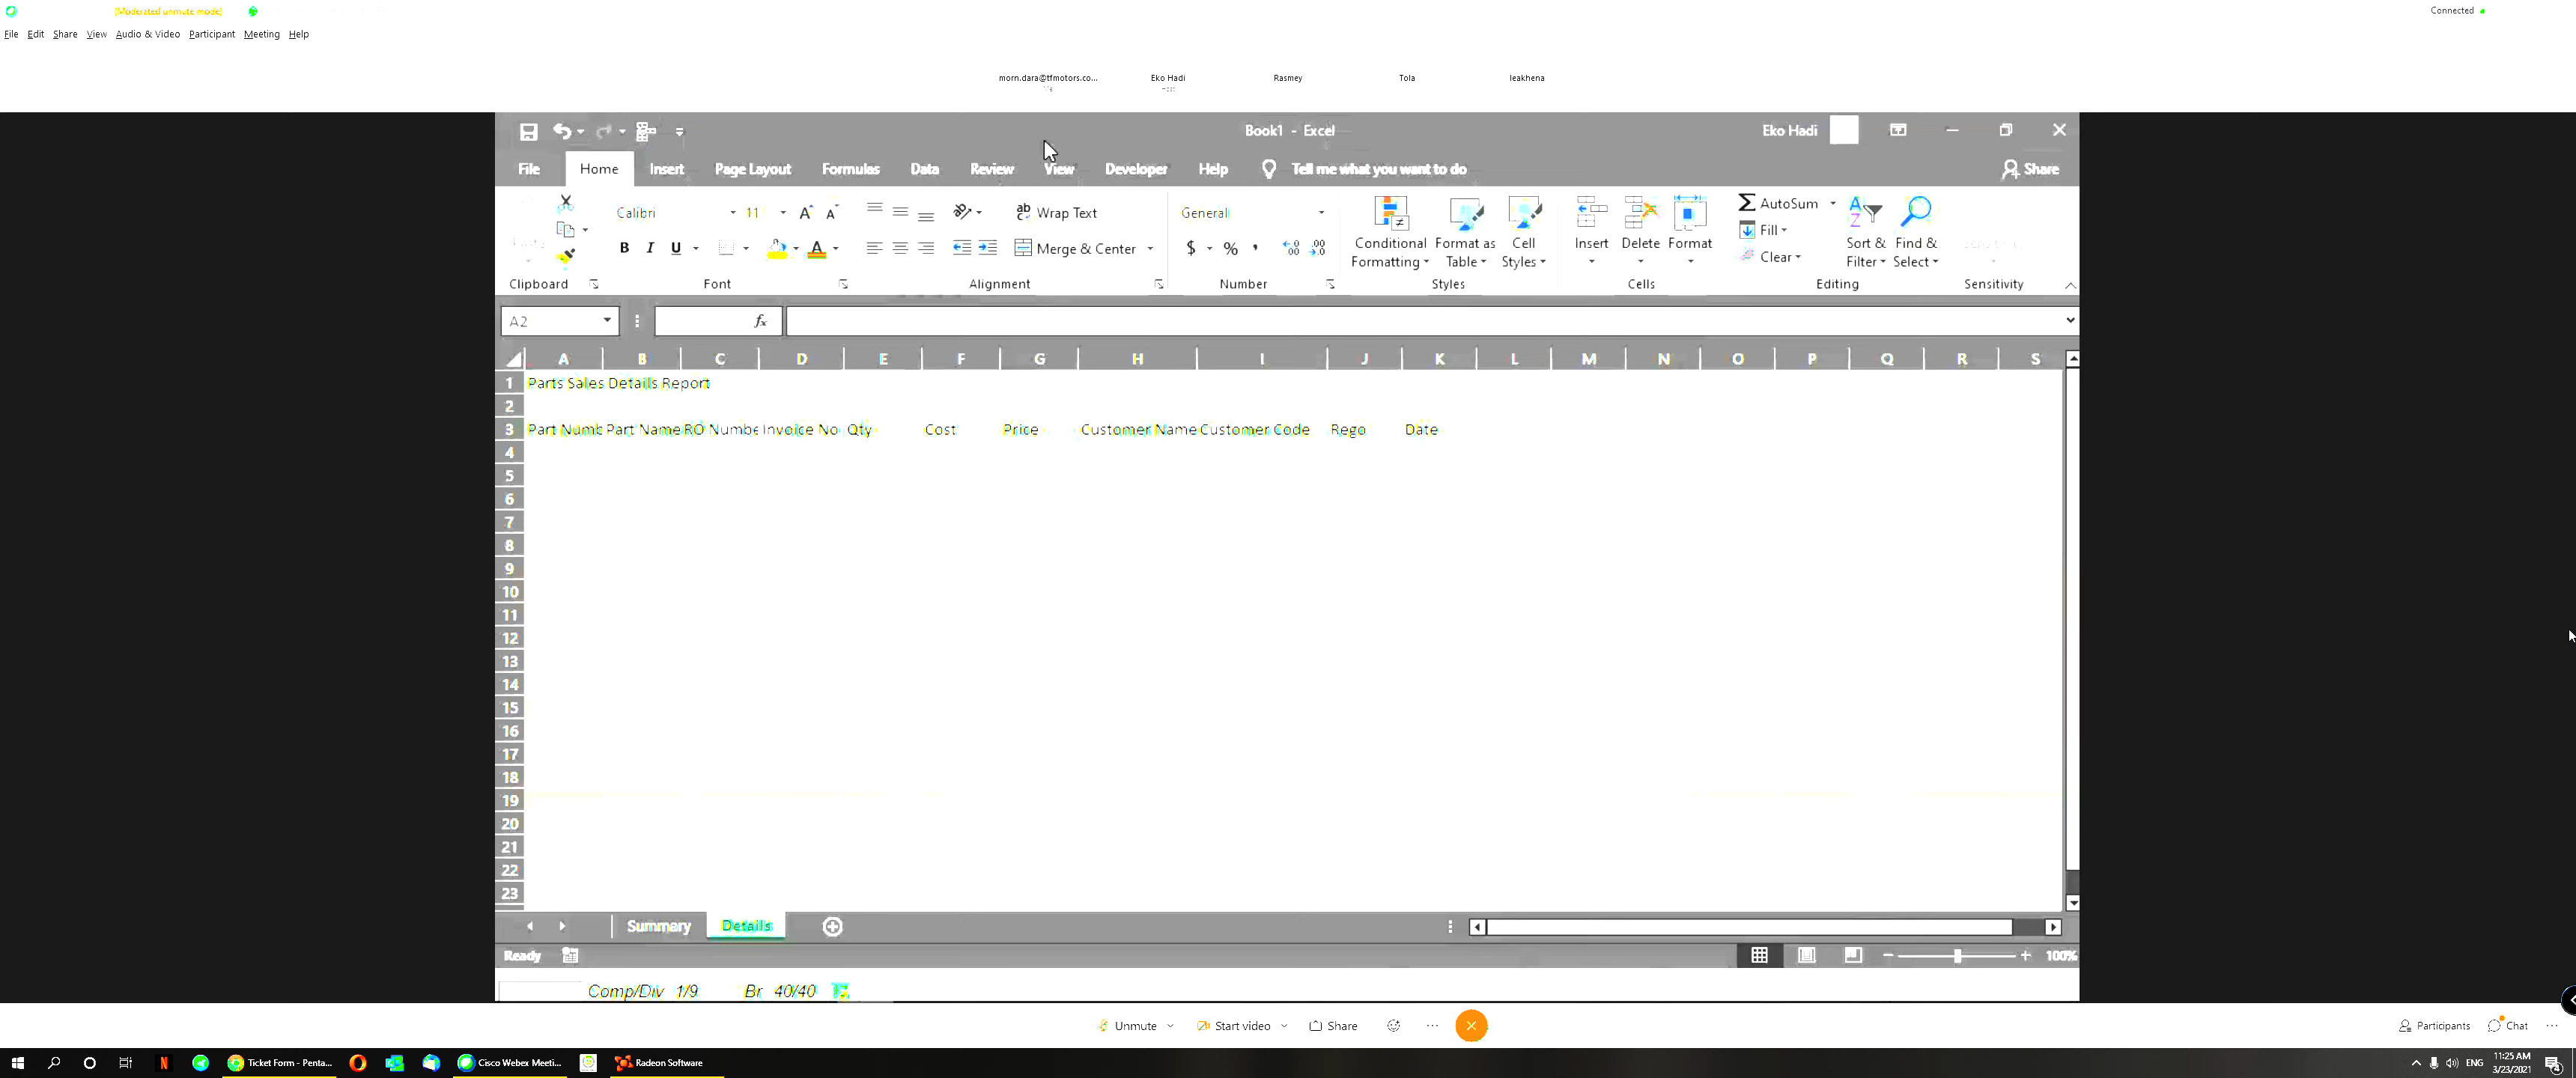 [Moderated unmute mode]
Connected
File Edit Share View Audio & Video Participant Meeting Help
morn.dara@tfmotors.co... Eko Hadi Rasmey Tola leakhena
Book1 - Excel Eko Hadi
File Home Insert Page Layout Formulas Data Review View Developer Help Tell me what you want to do Share
Calibri 11 A A ab Wrap Text General AutoSum
B I U A Merge & Center $ % , Conditional Formatting Format as Table Cell Styles Insert Delete Format Fill Clear Sort & Filter Find & Select
Clipboard Font Alignment Number Styles Cells Editing Sensitivity
A2 fx
A B C D E F G H I J K L M N O P Q R S
1 Parts Sales Details Report
2
3 Part Numb Part Name RO Numbe Invoice No Qty Cost Price Customer Name Customer Code Rego Date
4
5
6
7
8
9
10
11
12
13
14
15
16
17
18
19
20
21
22
23
Summary Details
Ready 100%
Comp/Div 1/9 Br 40/40
Unmute Start video Share Participants Chat
Ticket Form - Penta... Cisco Webex Meeti... Radeon Software ENG 11:25 AM
3/23/2021